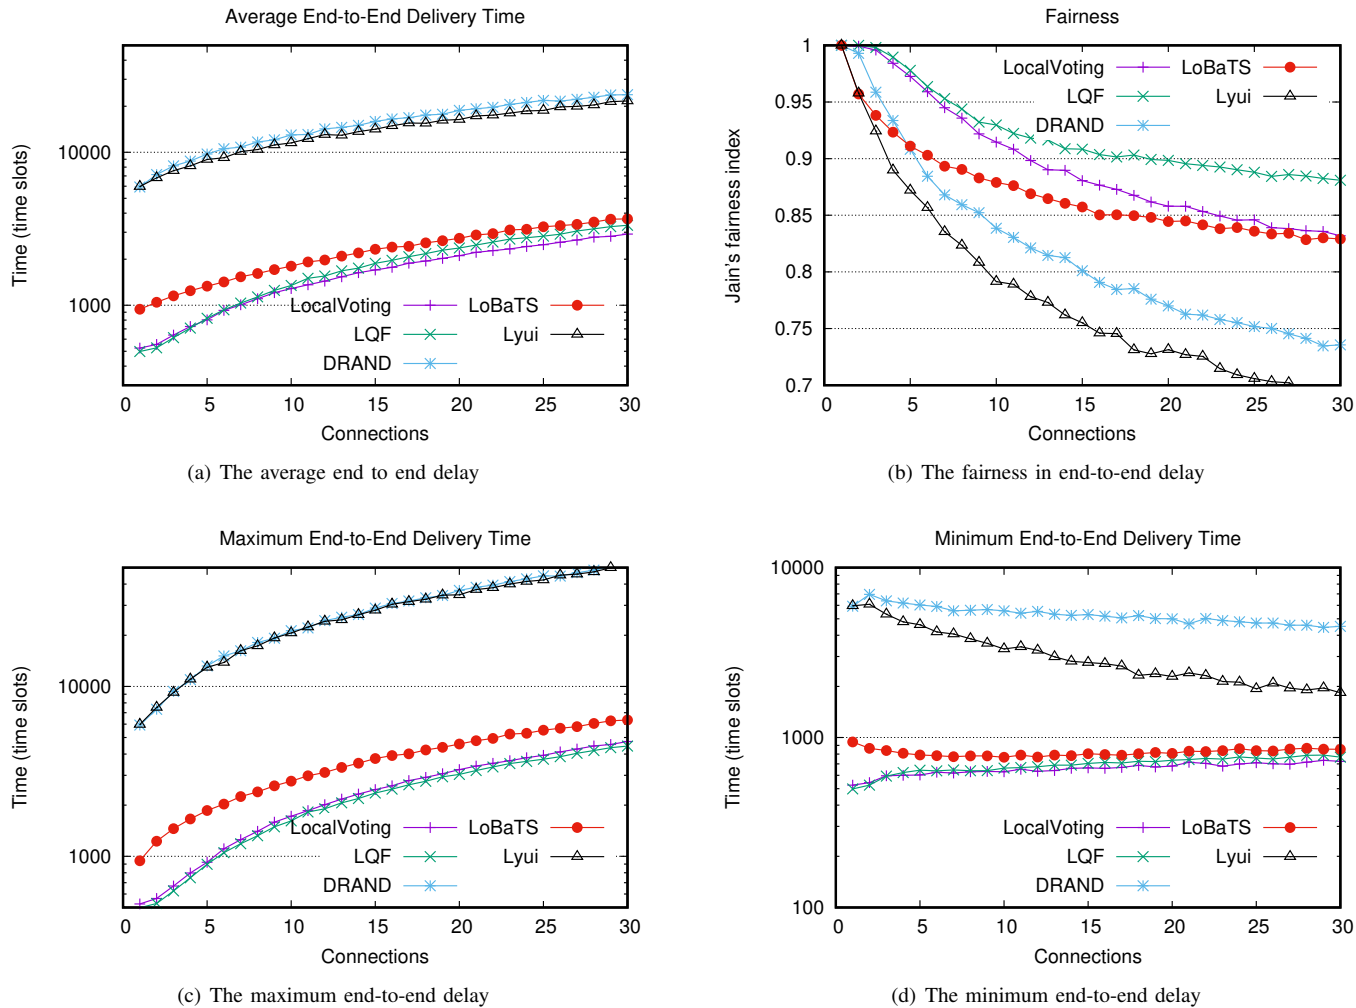 Average End-to-End Delivery Time
Time (time slots)
10000
1000
LocalVoting
LQF
DRAND
LoBaTS
Lyui
0 5 10 15 20 25 30
Connections
(a) The average end to end delay
Fairness
Jain's fairness index
1
0.95
0.9
0.85
0.8
0.75
0.7
LocalVoting
LQF
DRAND
LoBaTS
Lyui
0 5 10 15 20 25 30
Connections
(b) The fairness in end-to-end delay
Maximum End-to-End Delivery Time
Time (time slots)
10000
1000
LocalVoting
LQF
DRAND
LoBaTS
Lyui
0 5 10 15 20 25 30
Connections
(c) The maximum end-to-end delay
Minimum End-to-End Delivery Time
Time (time slots)
10000
1000
100
LocalVoting
LQF
DRAND
LoBaTS
Lyui
0 5 10 15 20 25 30
Connections
(d) The minimum end-to-end delay